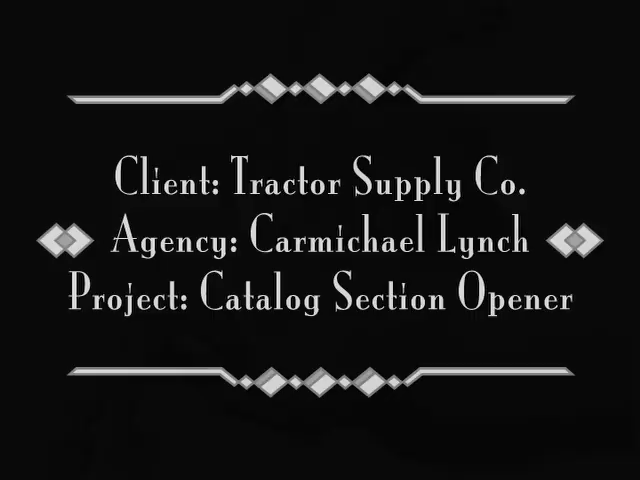 Client: Tractor Supply Co.
Agency: Carmichael Lynch
Project: Catalog Section Opener